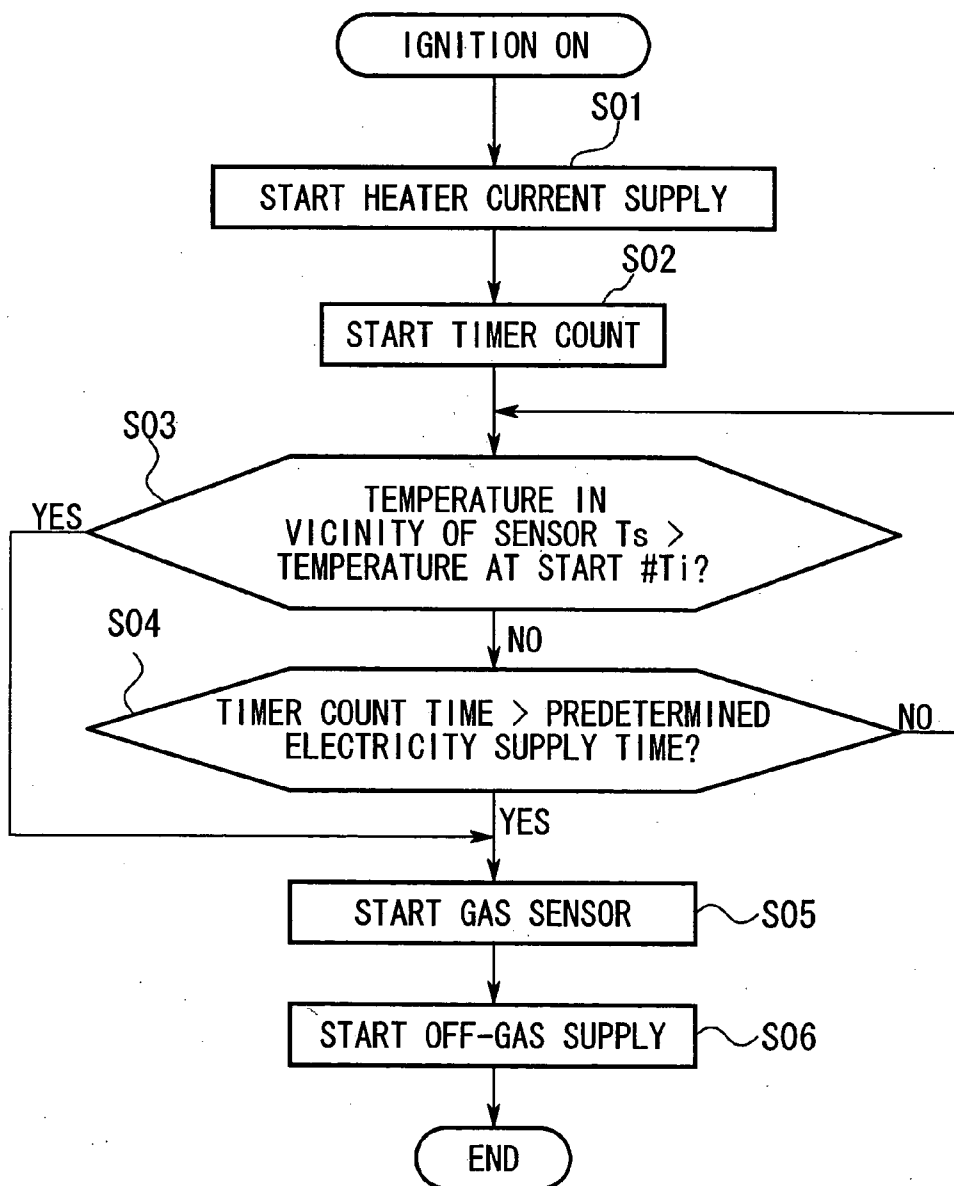 IGNITION ON
S01
START HEATER CURRENT SUPPLY
S02
START TIMER COUNT
S03
YES
TEMPERATURE IN
VICINITY OF SENSOR Ts >
TEMPERATURE AT START #Ti?
NO
S04
TIMER COUNT TIME > PREDETERMINED
ELECTRICITY SUPPLY TIME?
NO
YES
START GAS SENSOR
S05
START OFF-GAS SUPPLY
S06
END